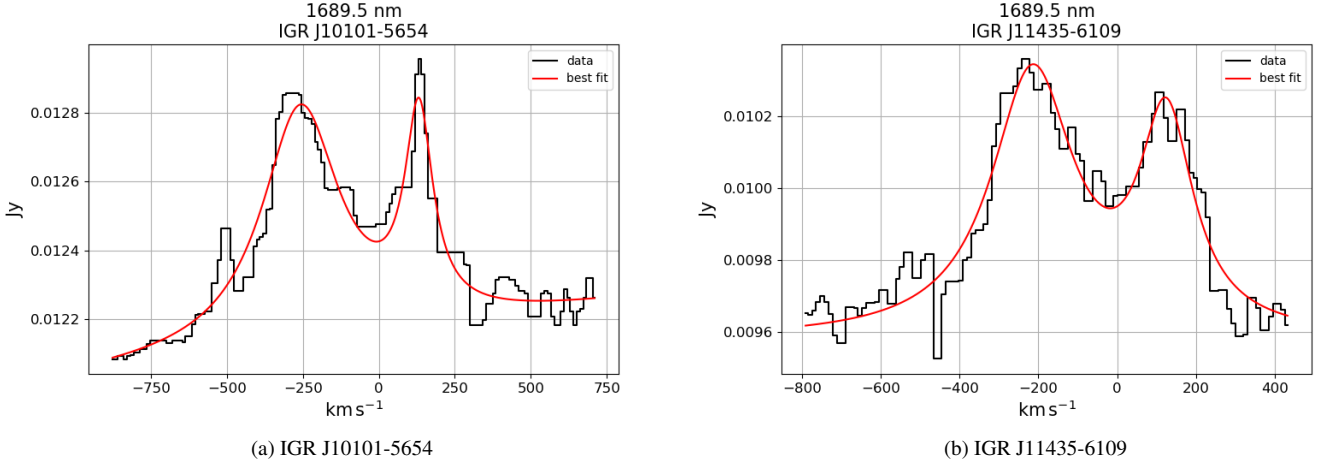 1689.5 nm
IGR J10101-5654
data
best fit
0.0128
0.0126
0.0124
0.0122
Jy
−750
−500
−250
0
250
500
750
km s⁻¹
(a) IGR J10101-5654
1689.5 nm
IGR J11435-6109
data
best fit
0.0102
0.0100
0.0098
0.0096
Jy
−800
−600
−400
−200
0
200
400
km s⁻¹
(b) IGR J11435-6109